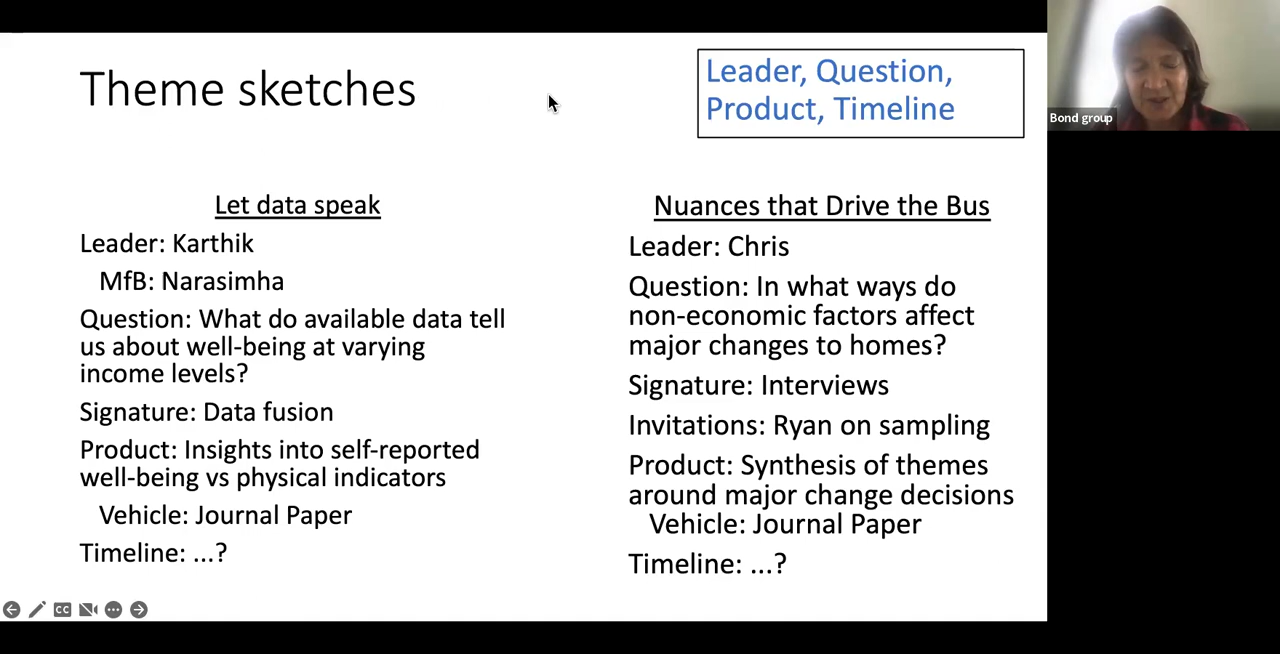 Theme sketches
Leader, Question,
Product, Timeline
Let data speak
Leader: Karthik
MfB: Narasimha
Question: What do available data tell
us about well-being at varying
income levels?
Signature: Data fusion
Product: Insights into self-reported
well-being vs physical indicators
Vehicle: Journal Paper
Timeline: ...?
Nuances that Drive the Bus
Leader: Chris
Question: In what ways do
non-economic factors affect
major changes to homes?
Signature: Interviews
Invitations: Ryan on sampling
Product: Synthesis of themes
around major change decisions
Vehicle: Journal Paper
Timeline: ...?
Bond group
CC